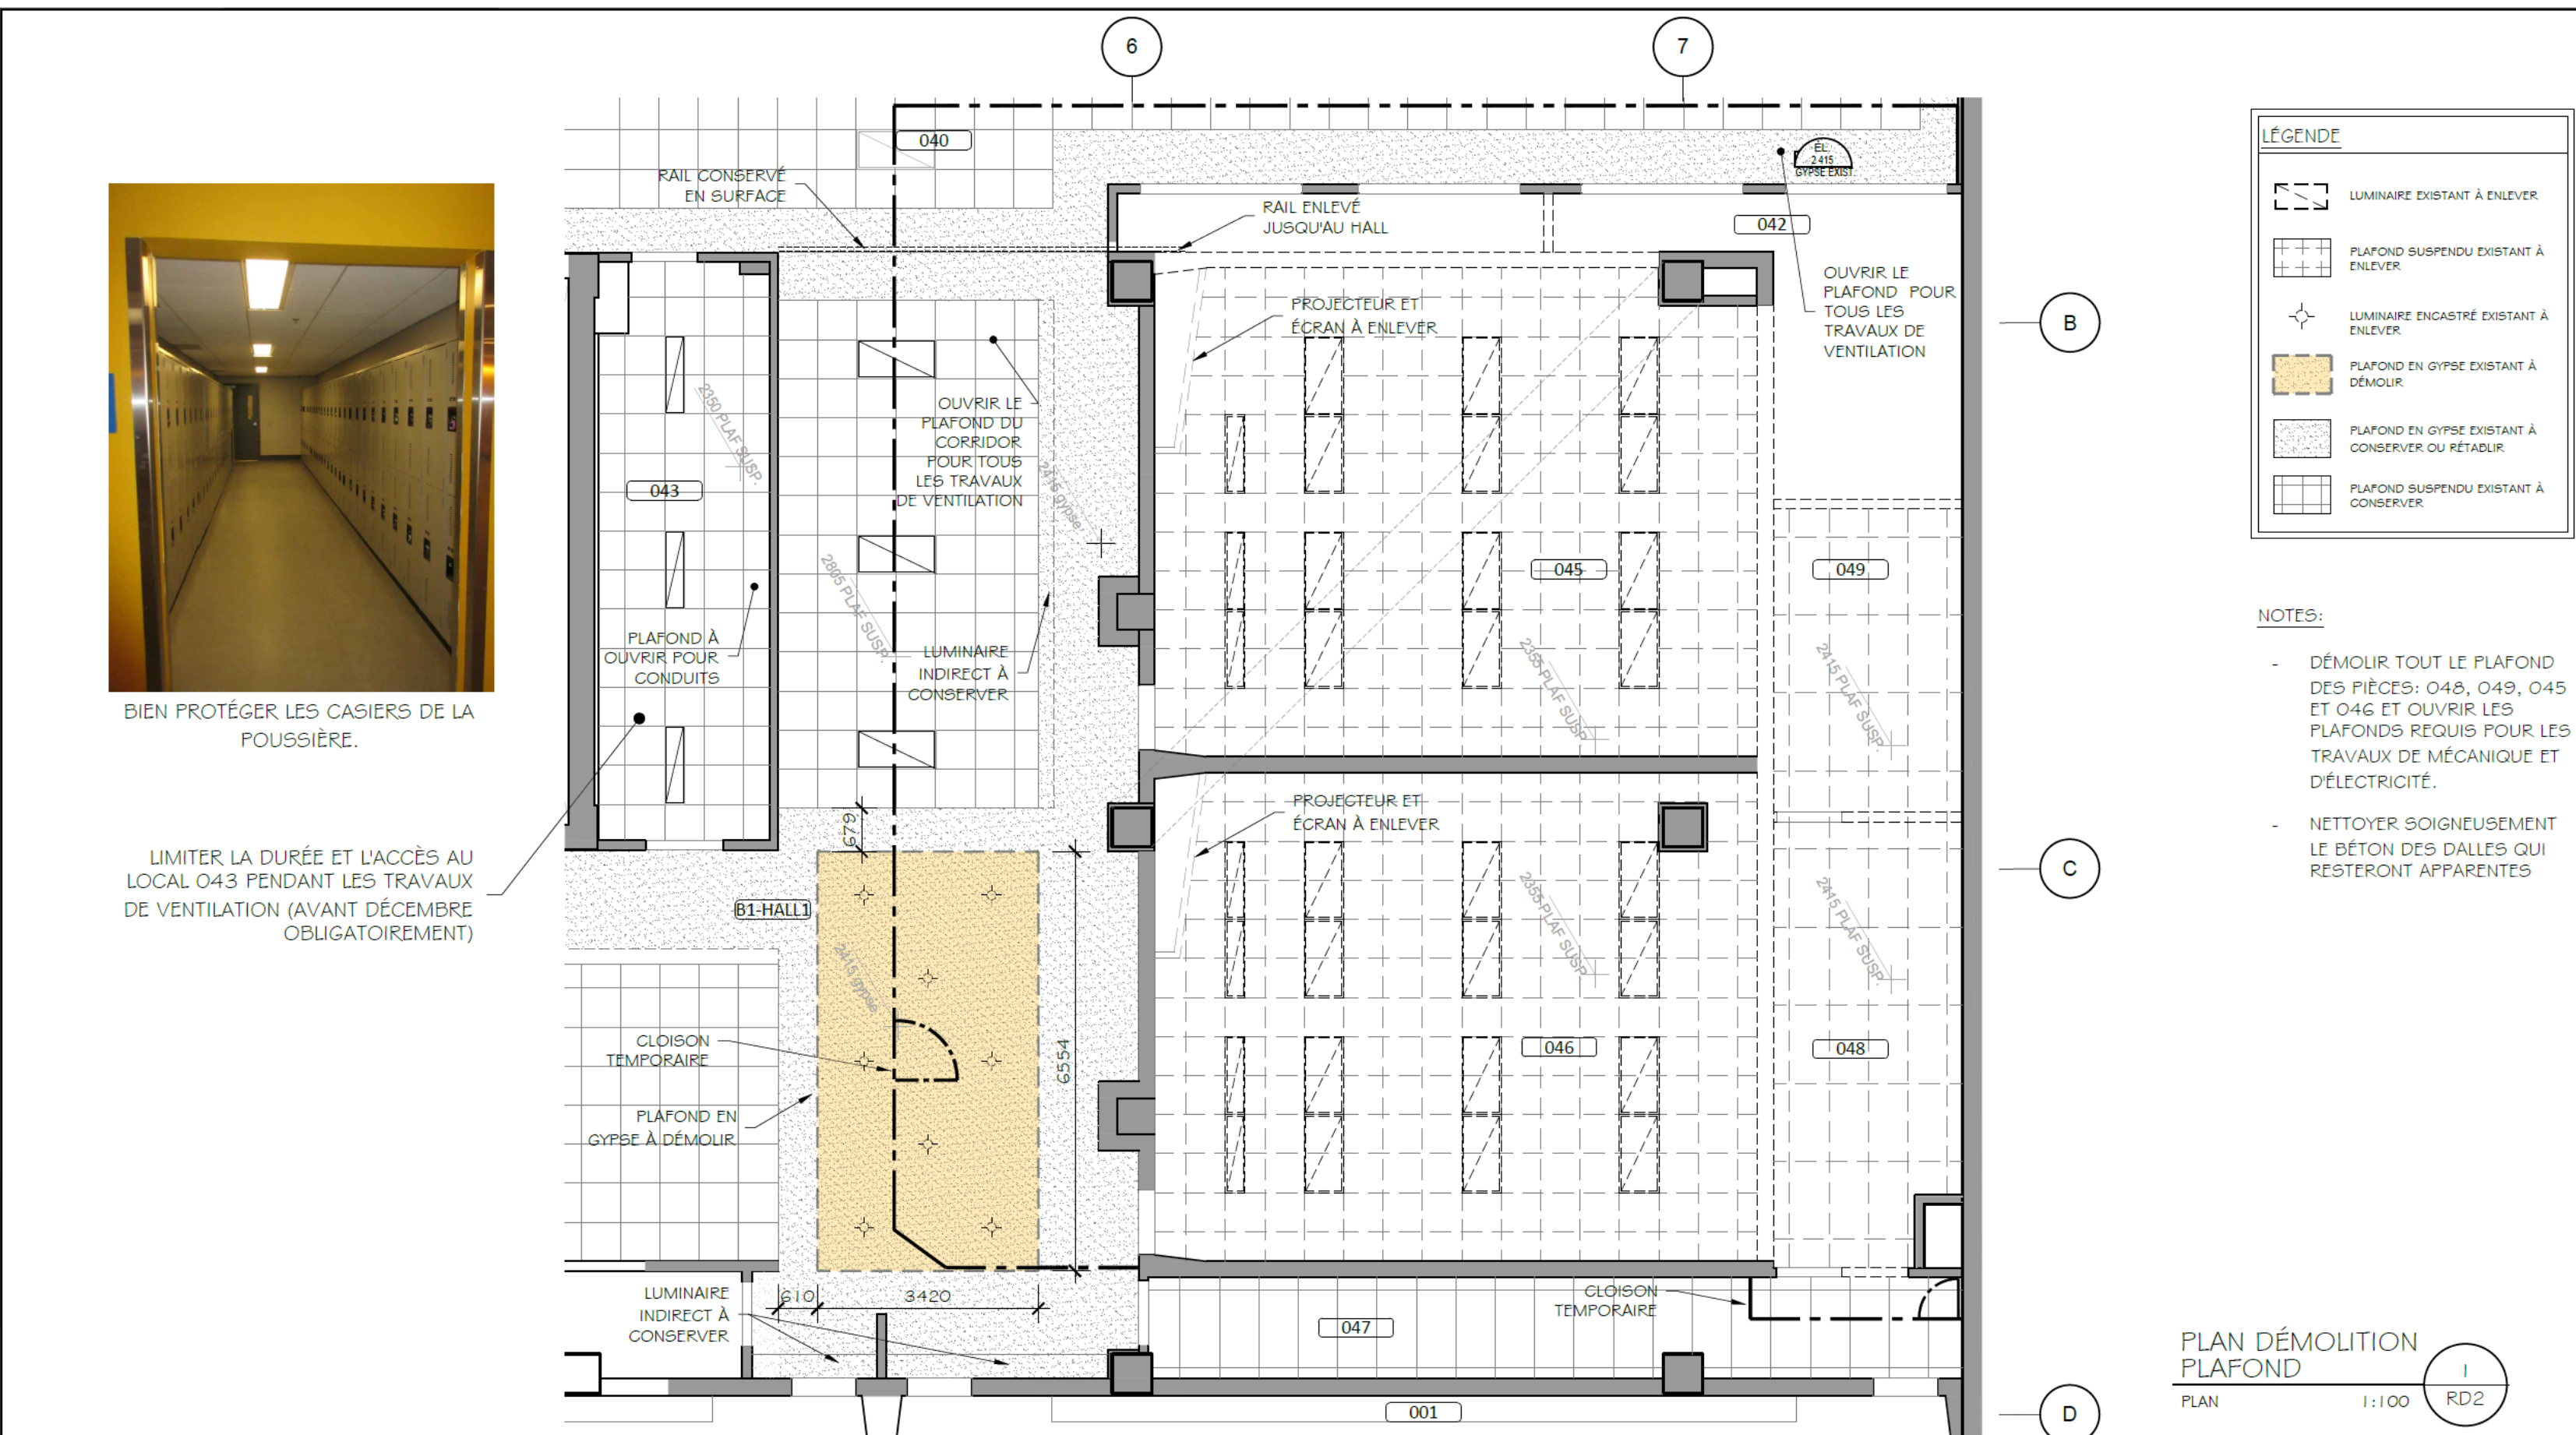 6
7
040
RAIL CONSERVÉ
EN SURFACE
RAIL ENLEVÉ
JUSQU'AU HALL
ÉL.
2 415
GYPSE EXIST.
042
OUVRIR LE
PLAFOND POUR
TOUS LES
TRAVAUX DE
VENTILATION
PROJECTEUR ET
ÉCRAN À ENLEVER
B
2350 PLAF SUSP.
043
OUVRIR LE
PLAFOND DU
CORRIDOR
POUR TOUS
LES TRAVAUX
DE VENTILATION
2415 gypse
2805 PLAF SUSP.
045
049
PLAFOND À
OUVRIR POUR
CONDUITS
LUMINAIRE
INDIRECT À
CONSERVER
2355 PLAF SUSP.
2415 PLAF SUSP.
BIEN PROTÉGER LES CASIERS DE LA
POUSSIÈRE.
LIMITER LA DURÉE ET L'ACCÈS AU
LOCAL 043 PENDANT LES TRAVAUX
DE VENTILATION (AVANT DÉCEMBRE
OBLIGATOIREMENT)
679
PROJECTEUR ET
ÉCRAN À ENLEVER
C
B1-HALL1
2415 gypse
2355 PLAF SUSP.
2415 PLAF SUSP.
CLOISON
TEMPORAIRE
6554
046
048
PLAFOND EN
GYPSE À DÉMOLIR
LUMINAIRE
INDIRECT À
CONSERVER
610
3420
CLOISON
TEMPORAIRE
047
001
D
LÉGENDE
LUMINAIRE EXISTANT À ENLEVER
PLAFOND SUSPENDU EXISTANT À
ENLEVER
LUMINAIRE ENCASTRÉ EXISTANT À
ENLEVER
PLAFOND EN GYPSE EXISTANT À
DÉMOLIR
PLAFOND EN GYPSE EXISTANT À
CONSERVER OU RÉTABLIR
PLAFOND SUSPENDU EXISTANT À
CONSERVER
NOTES:
- DÉMOLIR TOUT LE PLAFOND
DES PIÈCES: 048, 049, 045
ET 046 ET OUVRIR LES
PLAFONDS REQUIS POUR LES
TRAVAUX DE MÉCANIQUE ET
D'ÉLECTRICITÉ.
- NETTOYER SOIGNEUSEMENT
LE BÉTON DES DALLES QUI
RESTERONT APPARENTES
PLAN DÉMOLITION
PLAFOND
PLAN 1:100
1
RD2